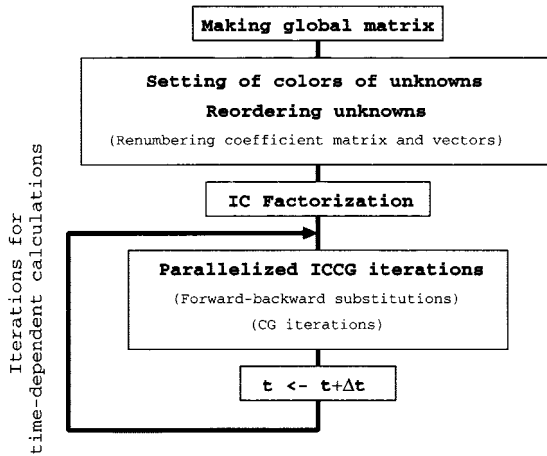 Making global matrix
Setting of colors of unknowns
Reordering unknowns
(Renumbering coefficient matrix and vectors)
IC Factorization
Parallelized ICCG iterations
(Forward-backward substitutions)
(CG iterations)
t <- t+Δt
Iterations for
time-dependent calculations